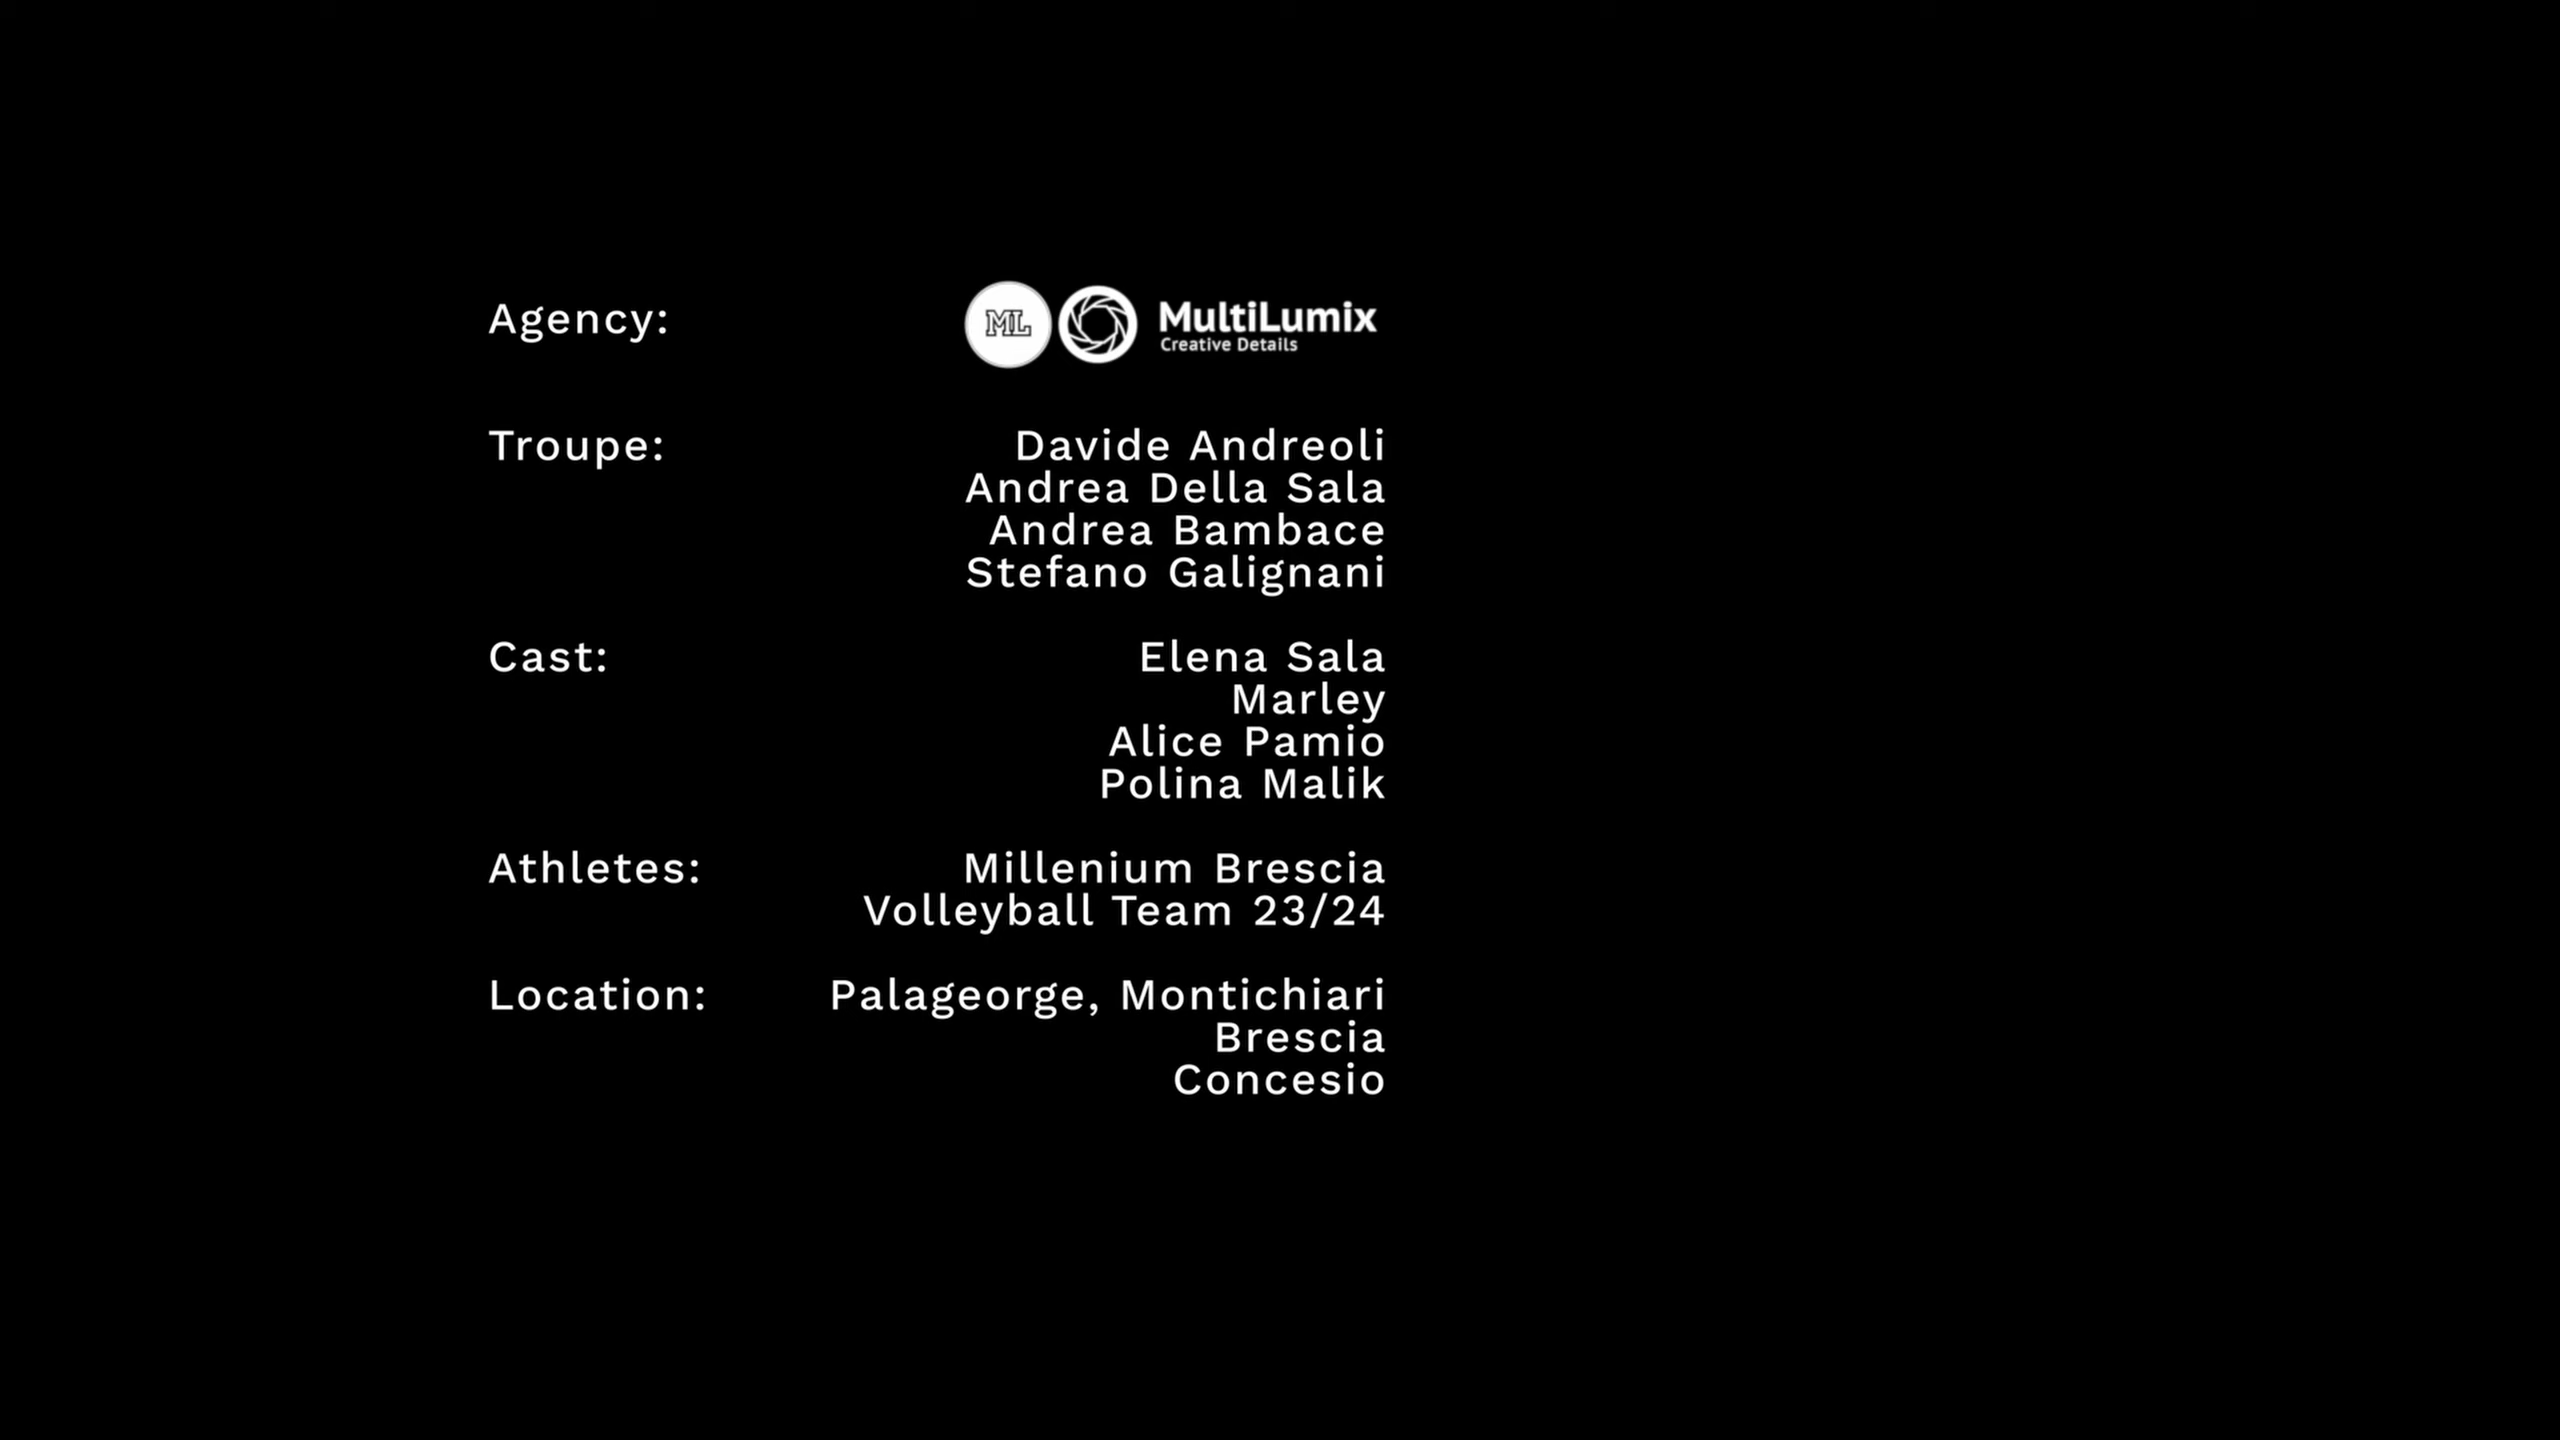 Agency: ML MultiLumix
Creative Details
Troupe: Davide Andreoli
Andrea Della Sala
Andrea Bambace
Stefano Galignani
Cast: Elena Sala
Marley
Alice Pamio
Polina Malik
Athletes: Millenium Brescia
Volleyball Team 23/24
Location: Palageorge, Montichiari
Brescia
Concesio